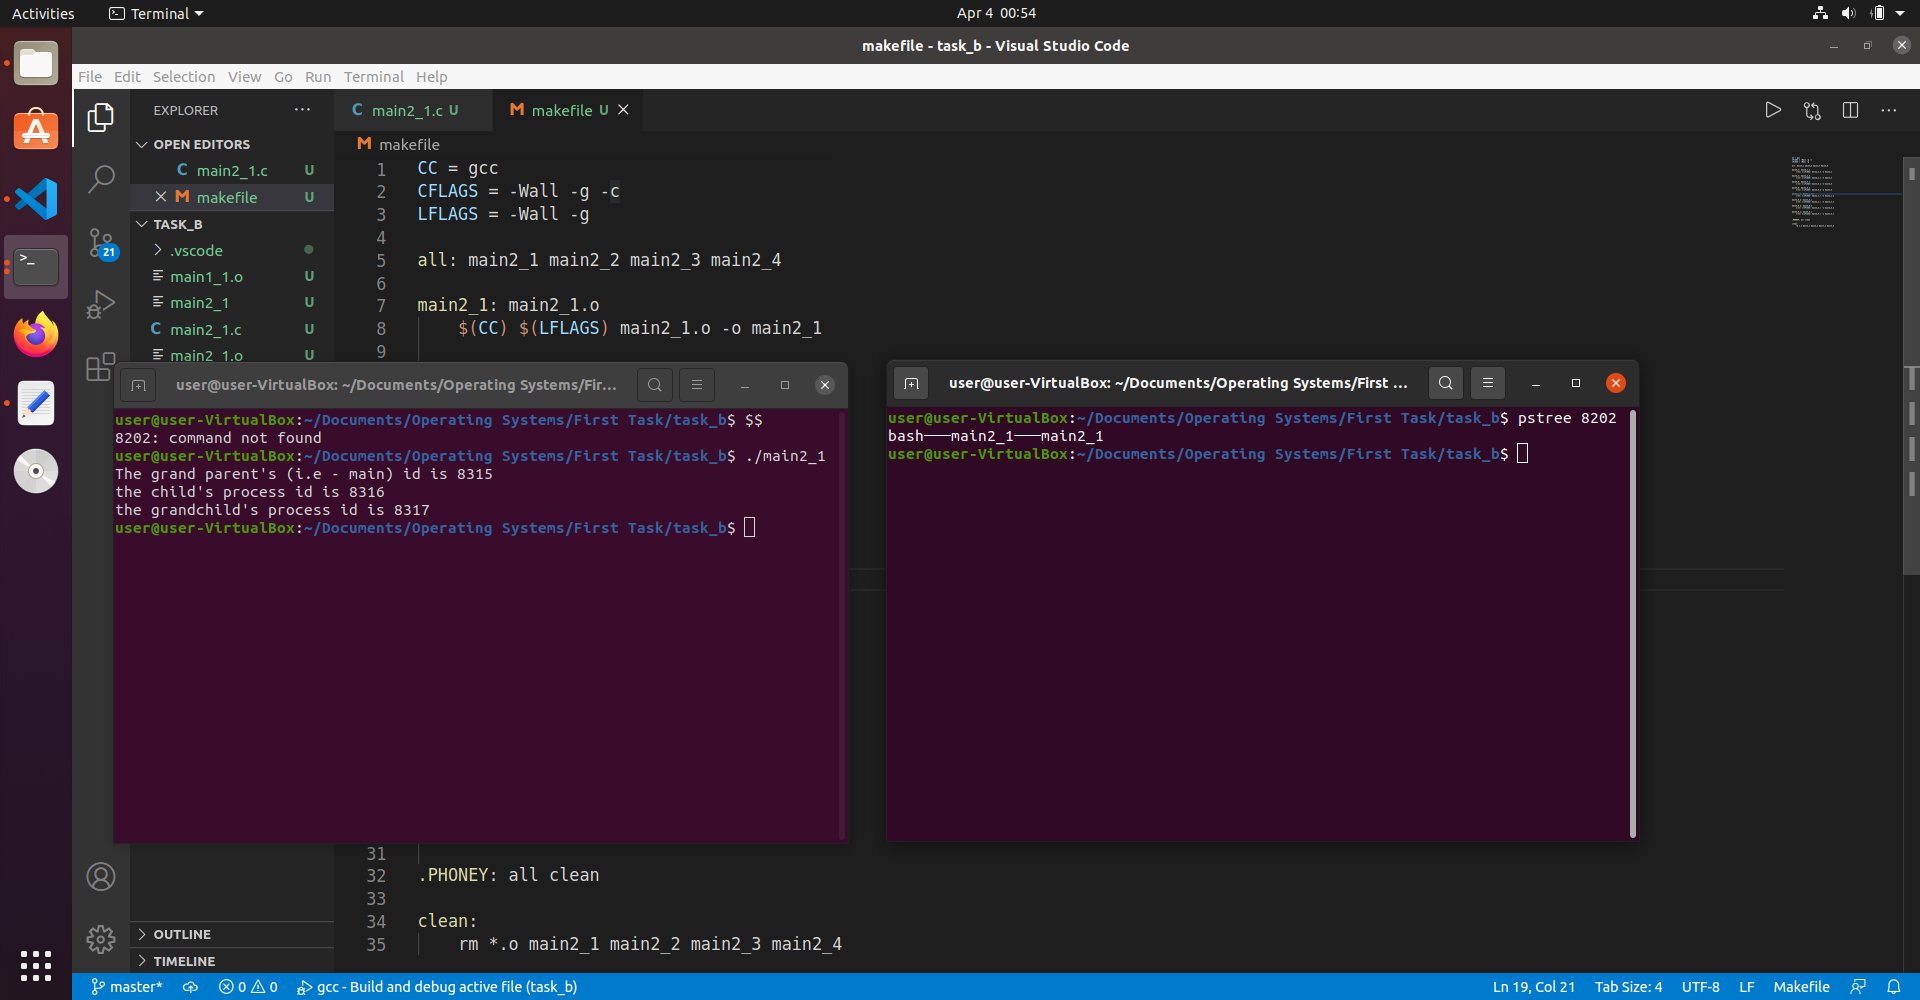 Activities
Terminal
Apr 4 00:54
makefile - task_b - Visual Studio Code
File Edit Selection View Go Run Terminal Help
EXPLORER
OPEN EDITORS
C main2_1.c U
M makefile U
TASK_B
.vscode
main1_1.o U
main2_1 U
C main2_1.c U
main2_1.o U
21
C main2_1.c U
M makefile U
M makefile
1 CC = gcc
2 CFLAGS = -Wall -g -c
3 LFLAGS = -Wall -g
4
5 all: main2_1 main2_2 main2_3 main2_4
6
7 main2_1: main2_1.o
8 $(CC) $(LFLAGS) main2_1.o -o main2_1
9
user@user-VirtualBox: ~/Documents/Operating Systems/Fir...
user@user-VirtualBox:~/Documents/Operating Systems/First Task/task_b$ $$
8202: command not found
user@user-VirtualBox:~/Documents/Operating Systems/First Task/task_b$ ./main2_1
The grand parent's (i.e - main) id is 8315
the child's process id is 8316
the grandchild's process id is 8317
user@user-VirtualBox:~/Documents/Operating Systems/First Task/task_b$
user@user-VirtualBox: ~/Documents/Operating Systems/First ...
user@user-VirtualBox:~/Documents/Operating Systems/First Task/task_b$ pstree 8202
bash───main2_1───main2_1
user@user-VirtualBox:~/Documents/Operating Systems/First Task/task_b$
31
32 .PHONEY: all clean
33
34 clean:
35 rm *.o main2_1 main2_2 main2_3 main2_4
OUTLINE
TIMELINE
master* 0 0 gcc - Build and debug active file (task_b)
Ln 19, Col 21 Tab Size: 4 UTF-8 LF Makefile